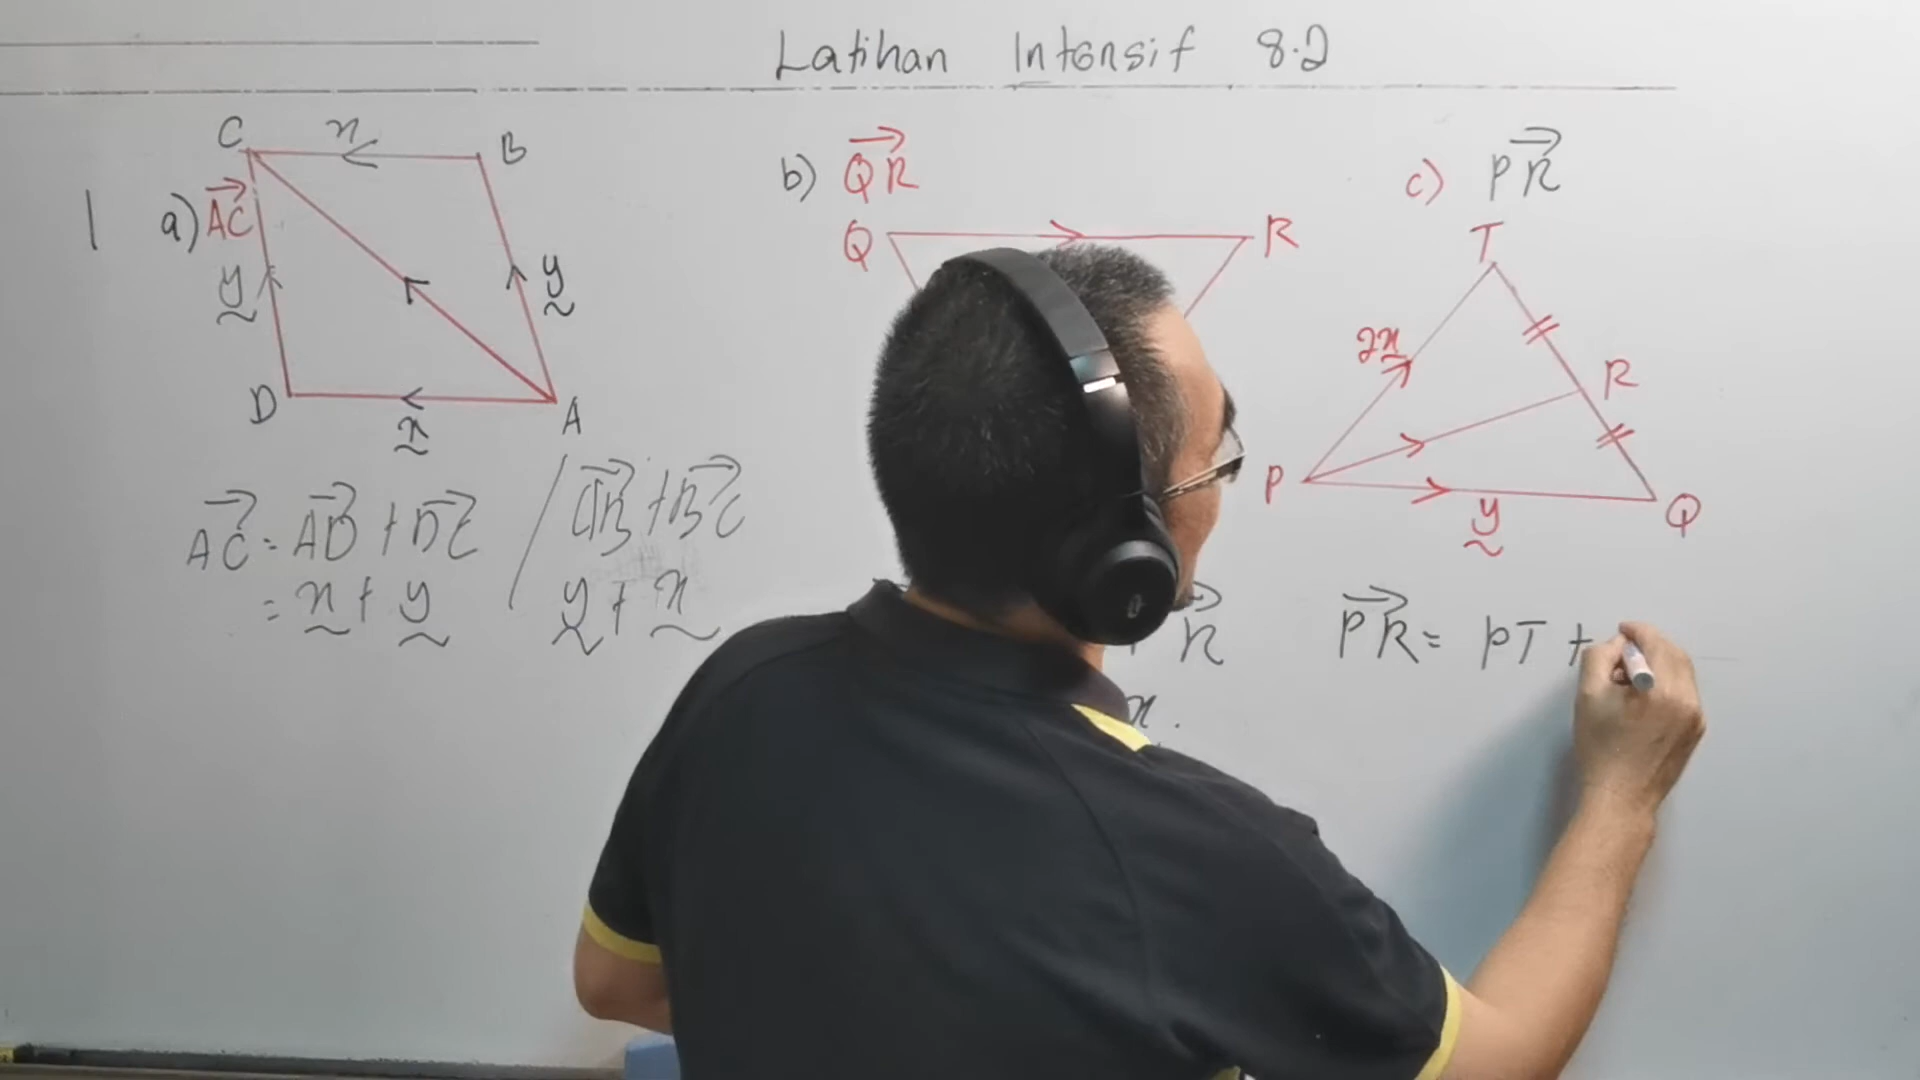 Latihan Intensif 8.2
1 a) AC
C
x
B
y
y
D
x
A
AC = AD + DC / AB + BC
= x + y
y + x
b) QR
Q
R
R
x.
c) PR
T
2x
R
P
y
Q
PR = PT +